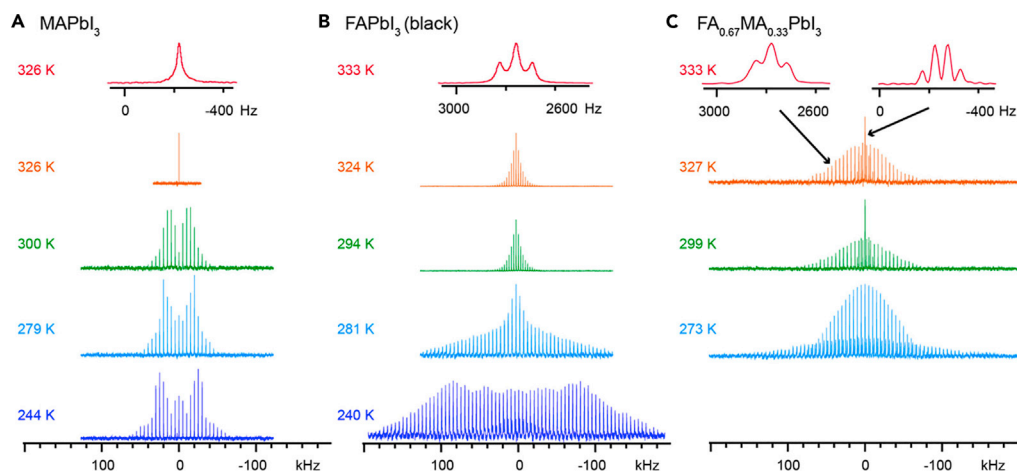 A MAPbI₃
326 K
0 -400 Hz
326 K
300 K
279 K
244 K
100 0 -100 kHz
B FAPbI₃ (black)
333 K
3000 2600 Hz
324 K
294 K
281 K
240 K
100 0 -100 kHz
C FA₀.₆₇MA₀.₃₃PbI₃
333 K
3000 2600
0 -400 Hz
327 K
299 K
273 K
100 0 -100 kHz